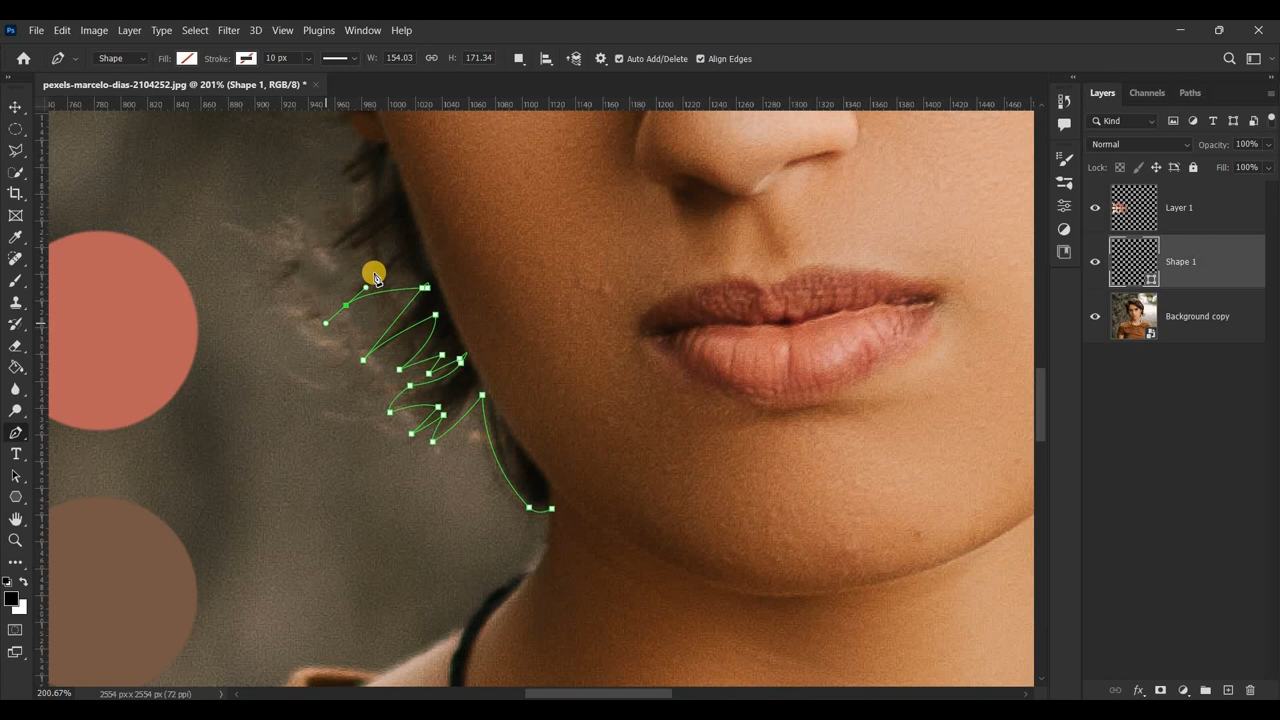 Ps File Edit Image Layer Type Select Filter 3D View Plugins Window Help
Shape Fill: Stroke: 10 px W: 154.03 H: 171.34 Auto Add/Delete Align Edges
pexels-marcelo-dias-2104252.jpg @ 201% (Shape 1, RGB/8) *
760 780 800 820 840 860 880 900 920 940 960 980 1000 1020 1040 1060 1080 1100 1120 1140 1160 1180 1200 1220 1240 1260 1280 1300 1320 1340 1360 1380 1400 1420 1440 1460
Layers Channels Paths
Kind
Normal Opacity: 100%
Lock: Fill: 100%
Layer 1
Shape 1
Background copy
T
200.67% 2554 px x 2554 px (72 ppi)
fx